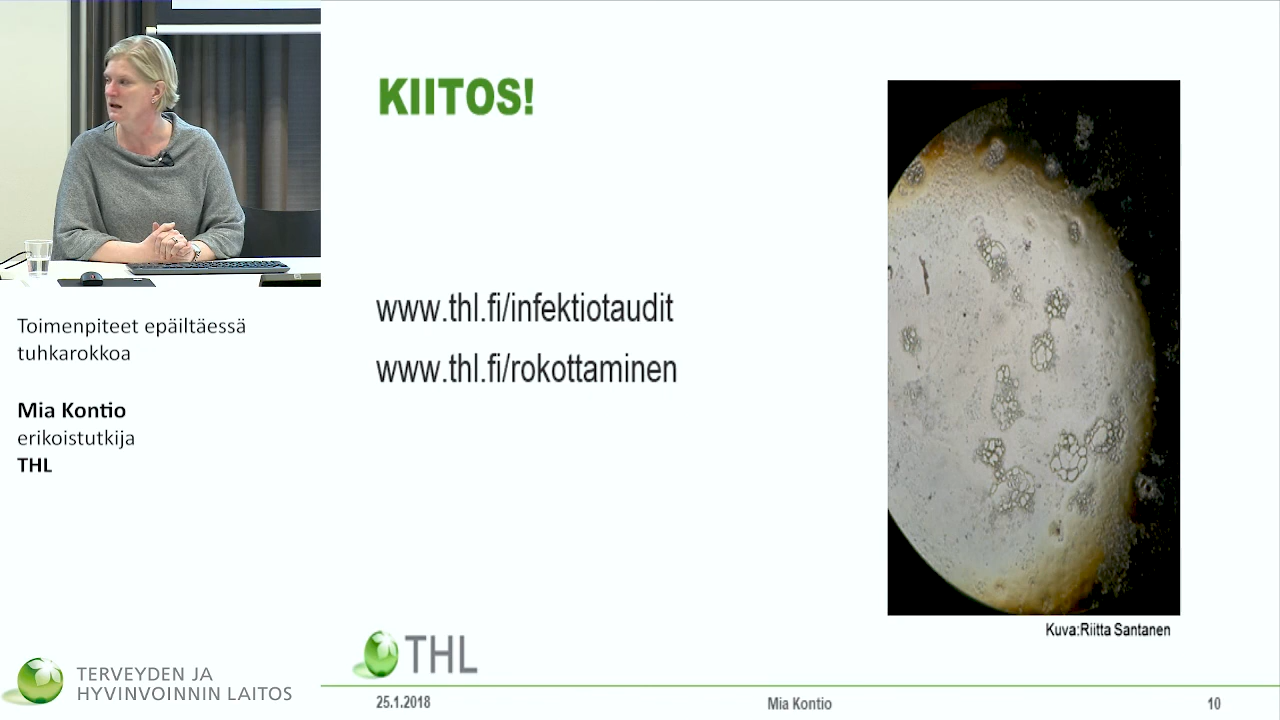 Toimenpiteet epäiltäessä
tuhkarokkoa
Mia Kontio
erikoistutkija
THL
TERVEYDEN JA
HYVINVOINNIN LAITOS
KIITOS!
www.thl.fi/infektiotaudit
www.thl.fi/rokottaminen
Kuva:Riitta Santanen
THL
25.1.2018
Mia Kontio
10